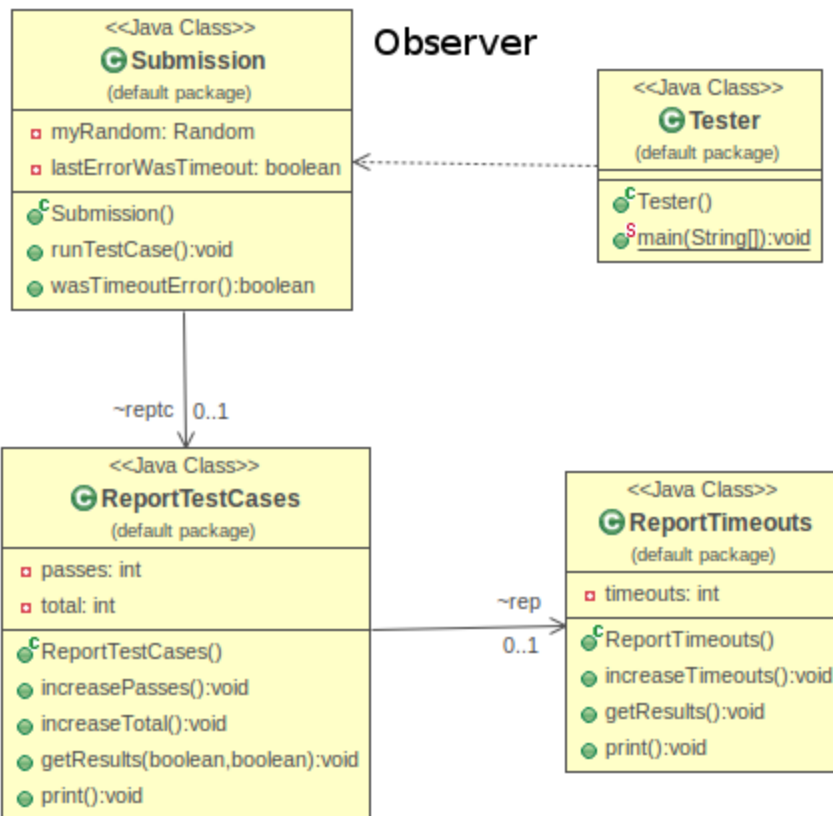 <<Java Class>>
Submission
(default package)
myRandom: Random
lastErrorWasTimeout: boolean
Submission()
runTestCase():void
wasTimeoutError():boolean
Observer
<<Java Class>>
Tester
(default package)
Tester()
main(String[]):void
~reptc 0..1
<<Java Class>>
ReportTestCases
(default package)
passes: int
total: int
ReportTestCases()
increasePasses():void
increaseTotal():void
getResults(boolean,boolean):void
print():void
~rep
0..1
<<Java Class>>
ReportTimeouts
(default package)
timeouts: int
ReportTimeouts()
increaseTimeouts():void
getResults():void
print():void